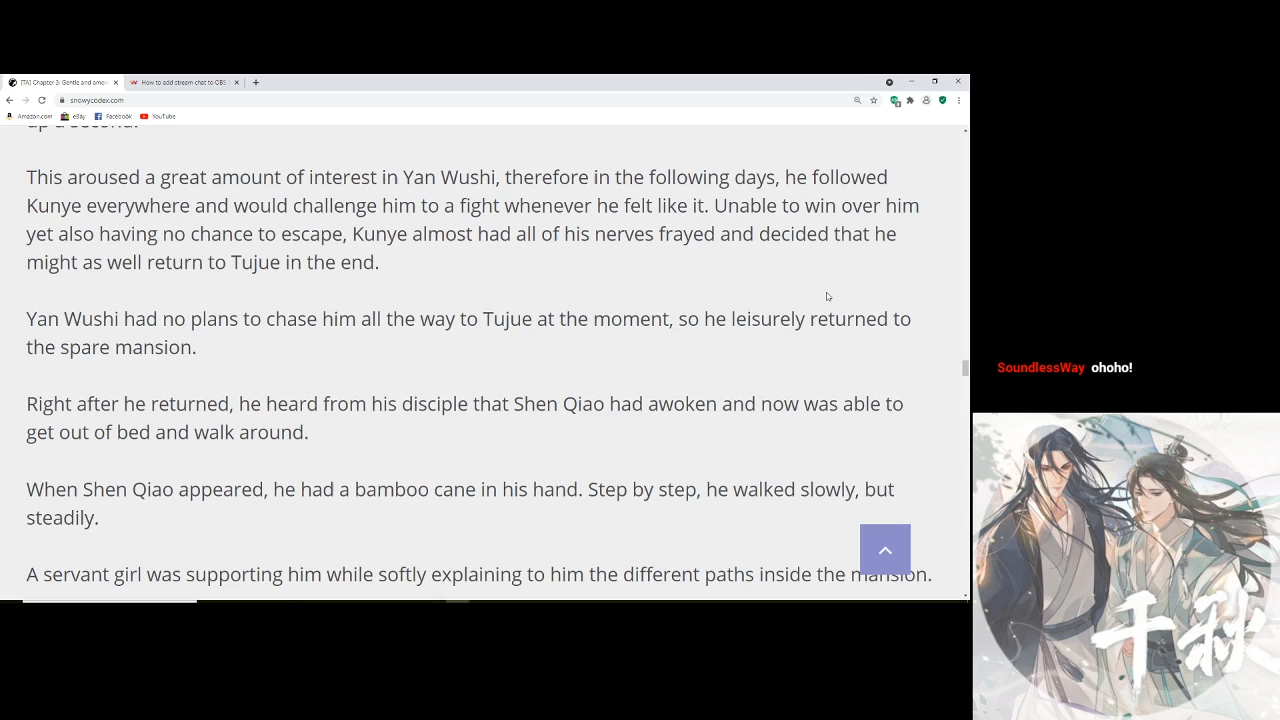 [TA] Chapter 3: Gentle and amen
How to add stream chat to OBS
snowycodex.com
Amazon.com
eBay
Facebook
YouTube
up a second.
This aroused a great amount of interest in Yan Wushi, therefore in the following days, he followed
Kunye everywhere and would challenge him to a fight whenever he felt like it. Unable to win over him
yet also having no chance to escape, Kunye almost had all of his nerves frayed and decided that he
might as well return to Tujue in the end.
Yan Wushi had no plans to chase him all the way to Tujue at the moment, so he leisurely returned to
the spare mansion.
Right after he returned, he heard from his disciple that Shen Qiao had awoken and now was able to
get out of bed and walk around.
When Shen Qiao appeared, he had a bamboo cane in his hand. Step by step, he walked slowly, but
steadily.
A servant girl was supporting him while softly explaining to him the different paths inside the mansion.
SoundlessWay ohoho!
千秋